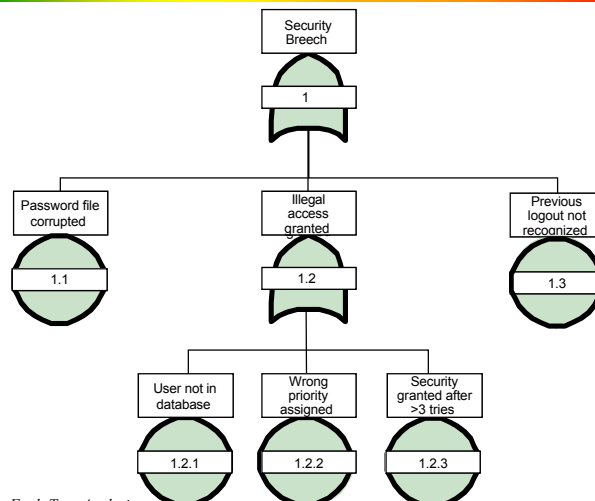 Security
Breech
1
Password file
corrupted
Illegal
access
granted
Previous
logout not
recognized
1.1
1.2
1.3
User not in
database
Wrong
priority
assigned
Security
granted after
>3 tries
1.2.1
1.2.2
1.2.3